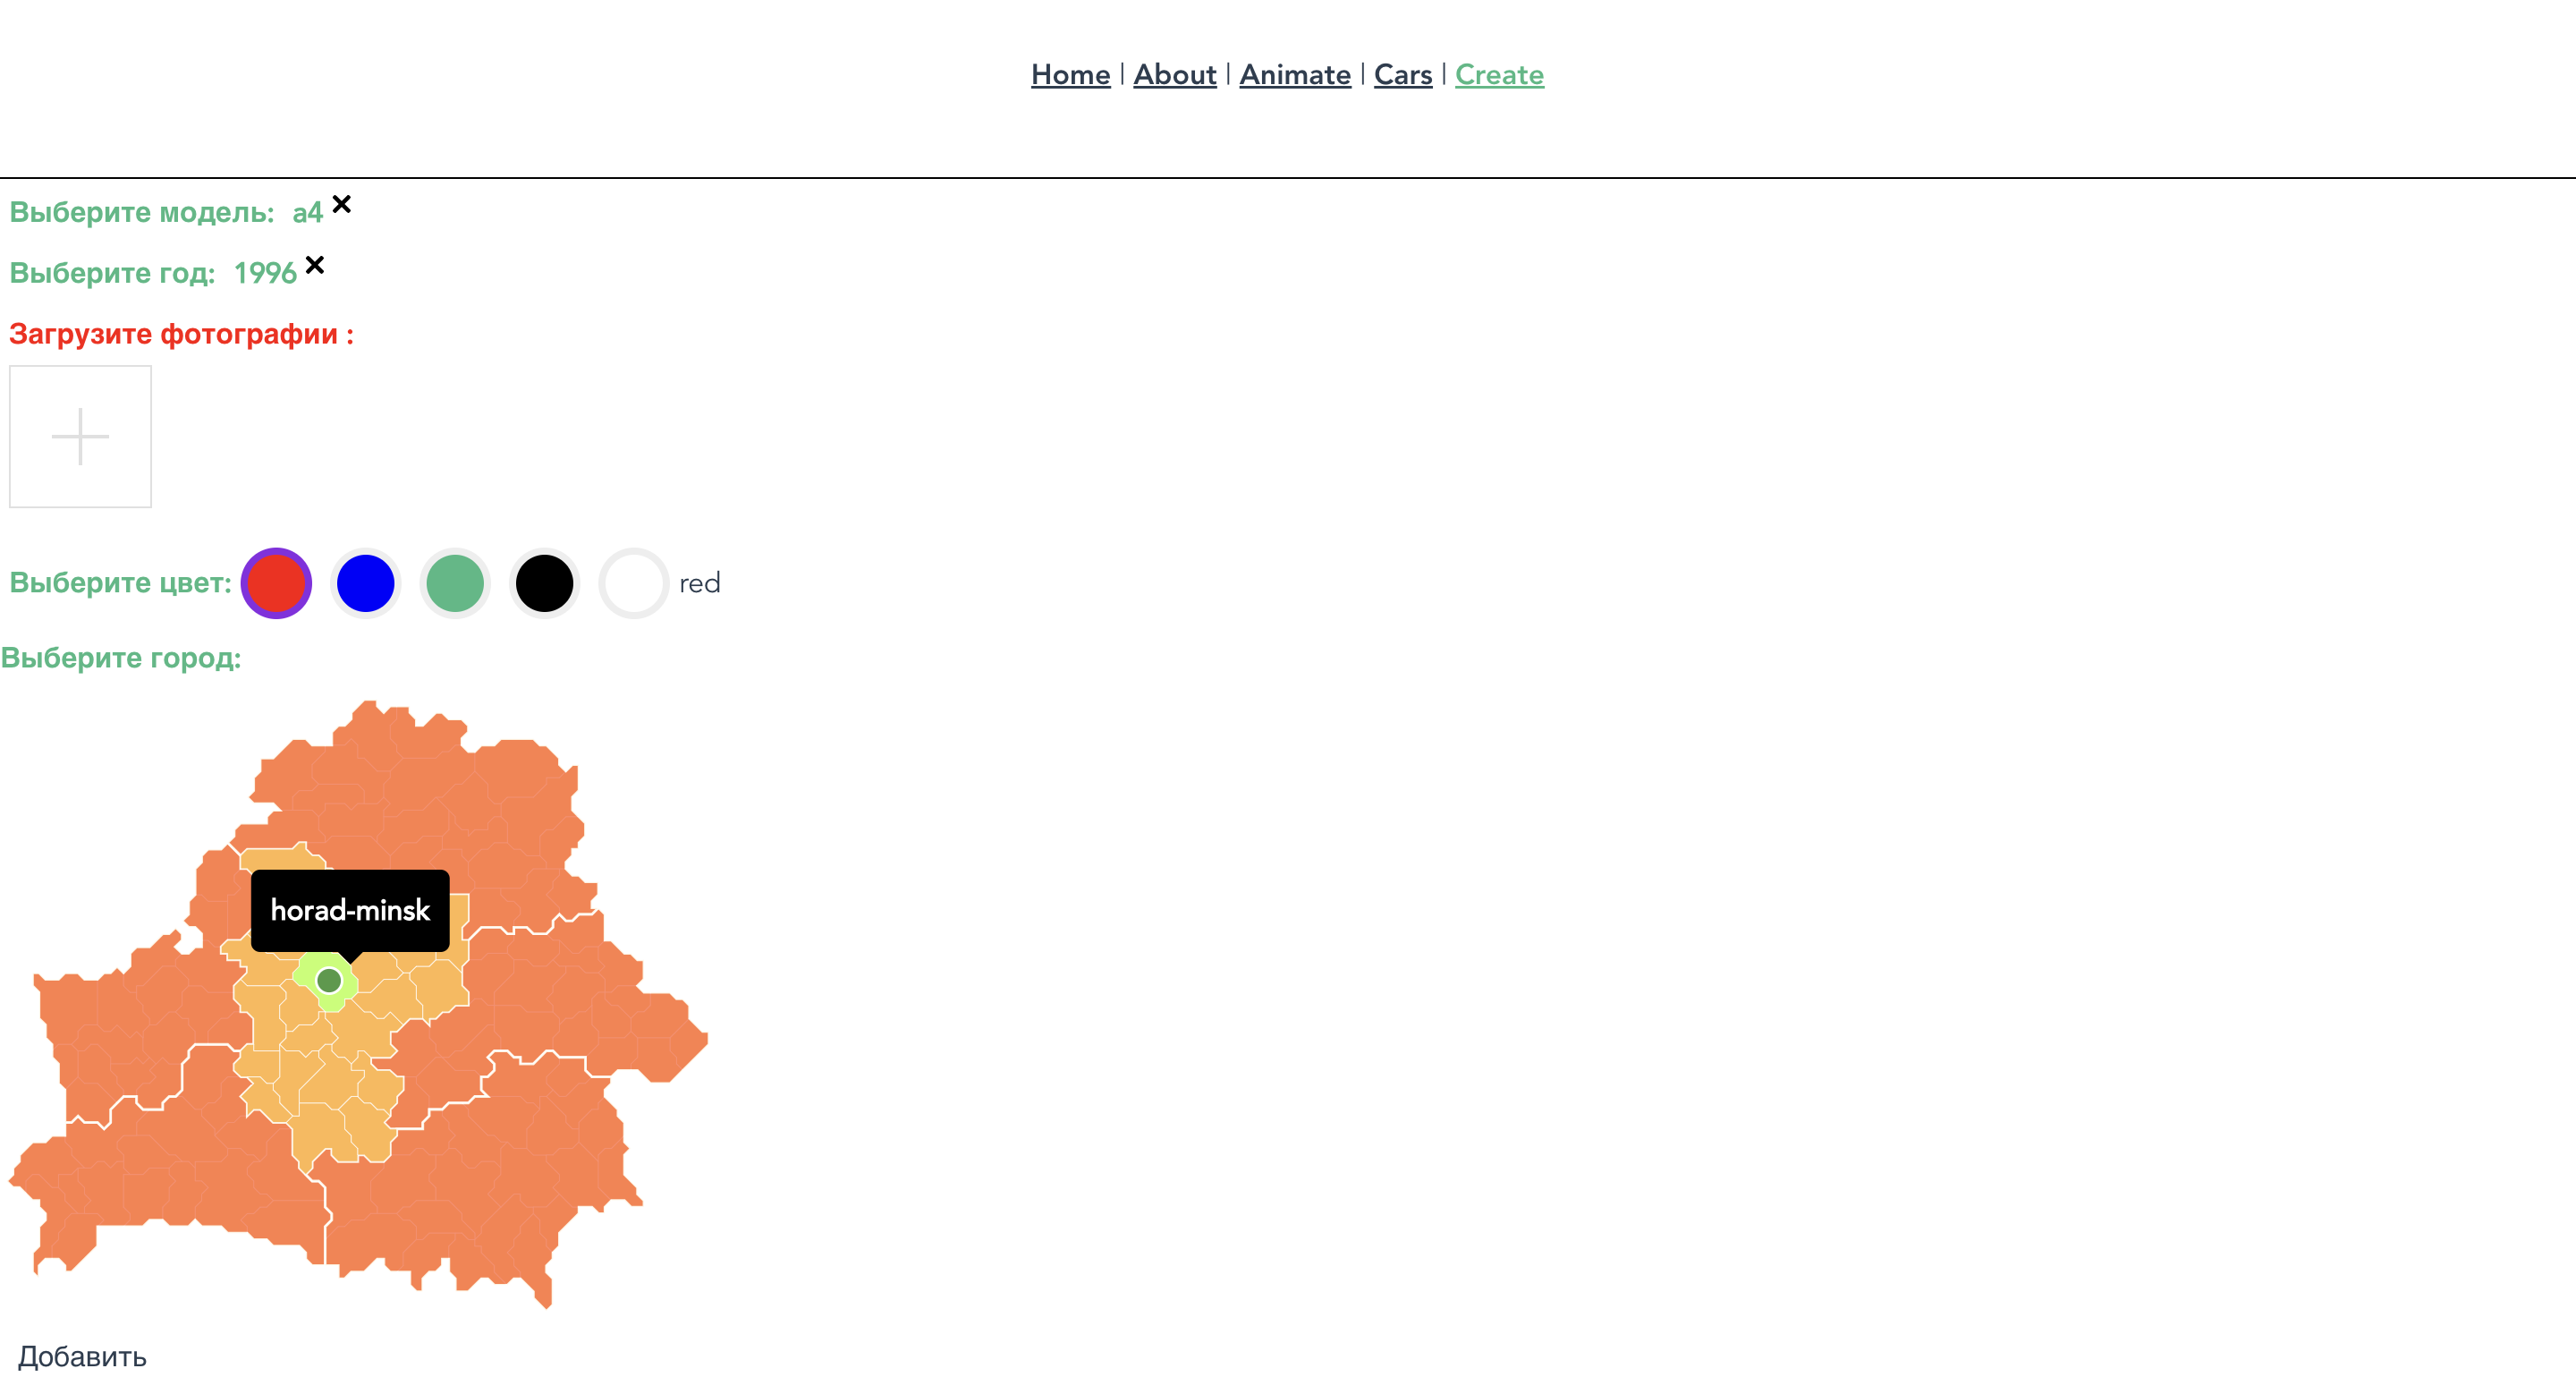 Home | About | Animate | Cars | Create
Выберите модель: a4 ×
Выберите год: 1996 ×
Загрузите фотографии :
Выберите цвет: red
Выберите город:
horad-minsk
Добавить